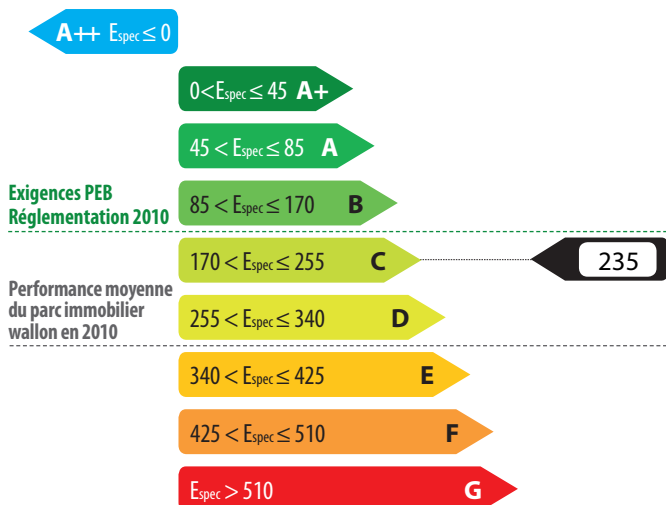 A++ Espec ≤ 0
0<Espec ≤ 45 A+
45 < Espec ≤ 85 A
Exigences PEB
Réglementation 2010
85 < Espec ≤ 170 B
170 < Espec ≤ 255 C
235
Performance moyenne
du parc immobilier
wallon en 2010
255 < Espec ≤ 340 D
340 < Espec ≤ 425 E
425 < Espec ≤ 510 F
Espec > 510 G